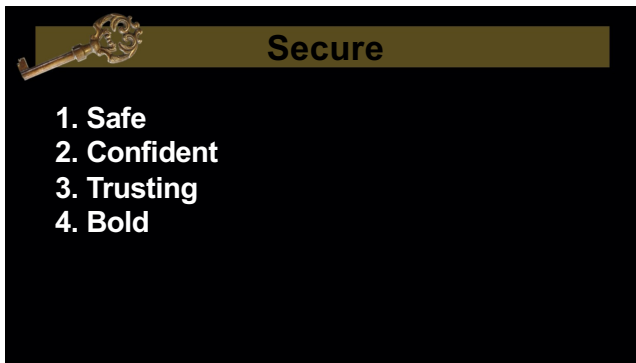 Secure
1. Safe
2. Confident
3. Trusting
4. Bold